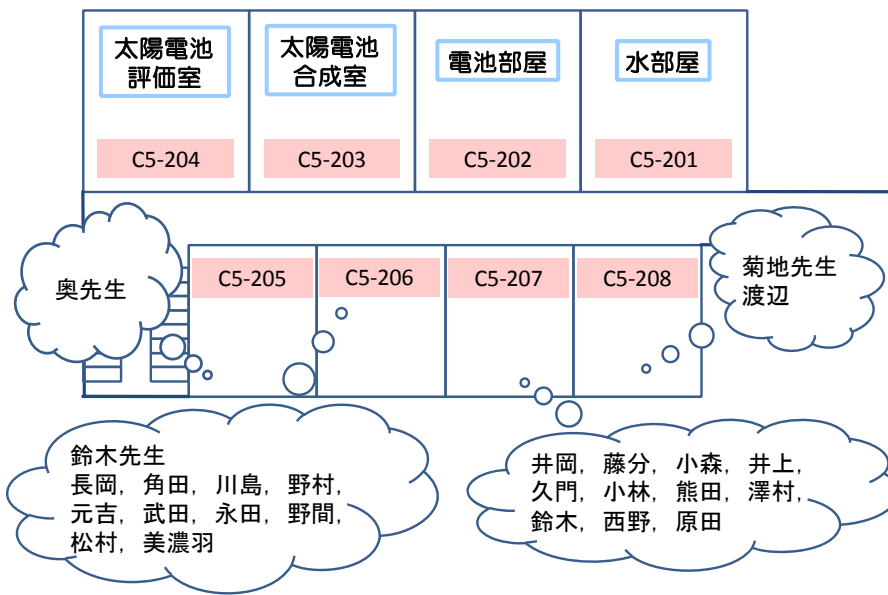 太陽電池
評価室
太陽電池
合成室
電池部屋
水部屋
C5-204
C5-203
C5-202
C5-201
奥先生
C5-205
C5-206
C5-207
C5-208
菊地先生
渡辺
鈴木先生
長岡, 角田, 川島, 野村,
元吉, 武田, 永田, 野間,
松村, 美濃羽
井岡, 藤分, 小森, 井上,
久門, 小林, 熊田, 澤村,
鈴木, 西野, 原田